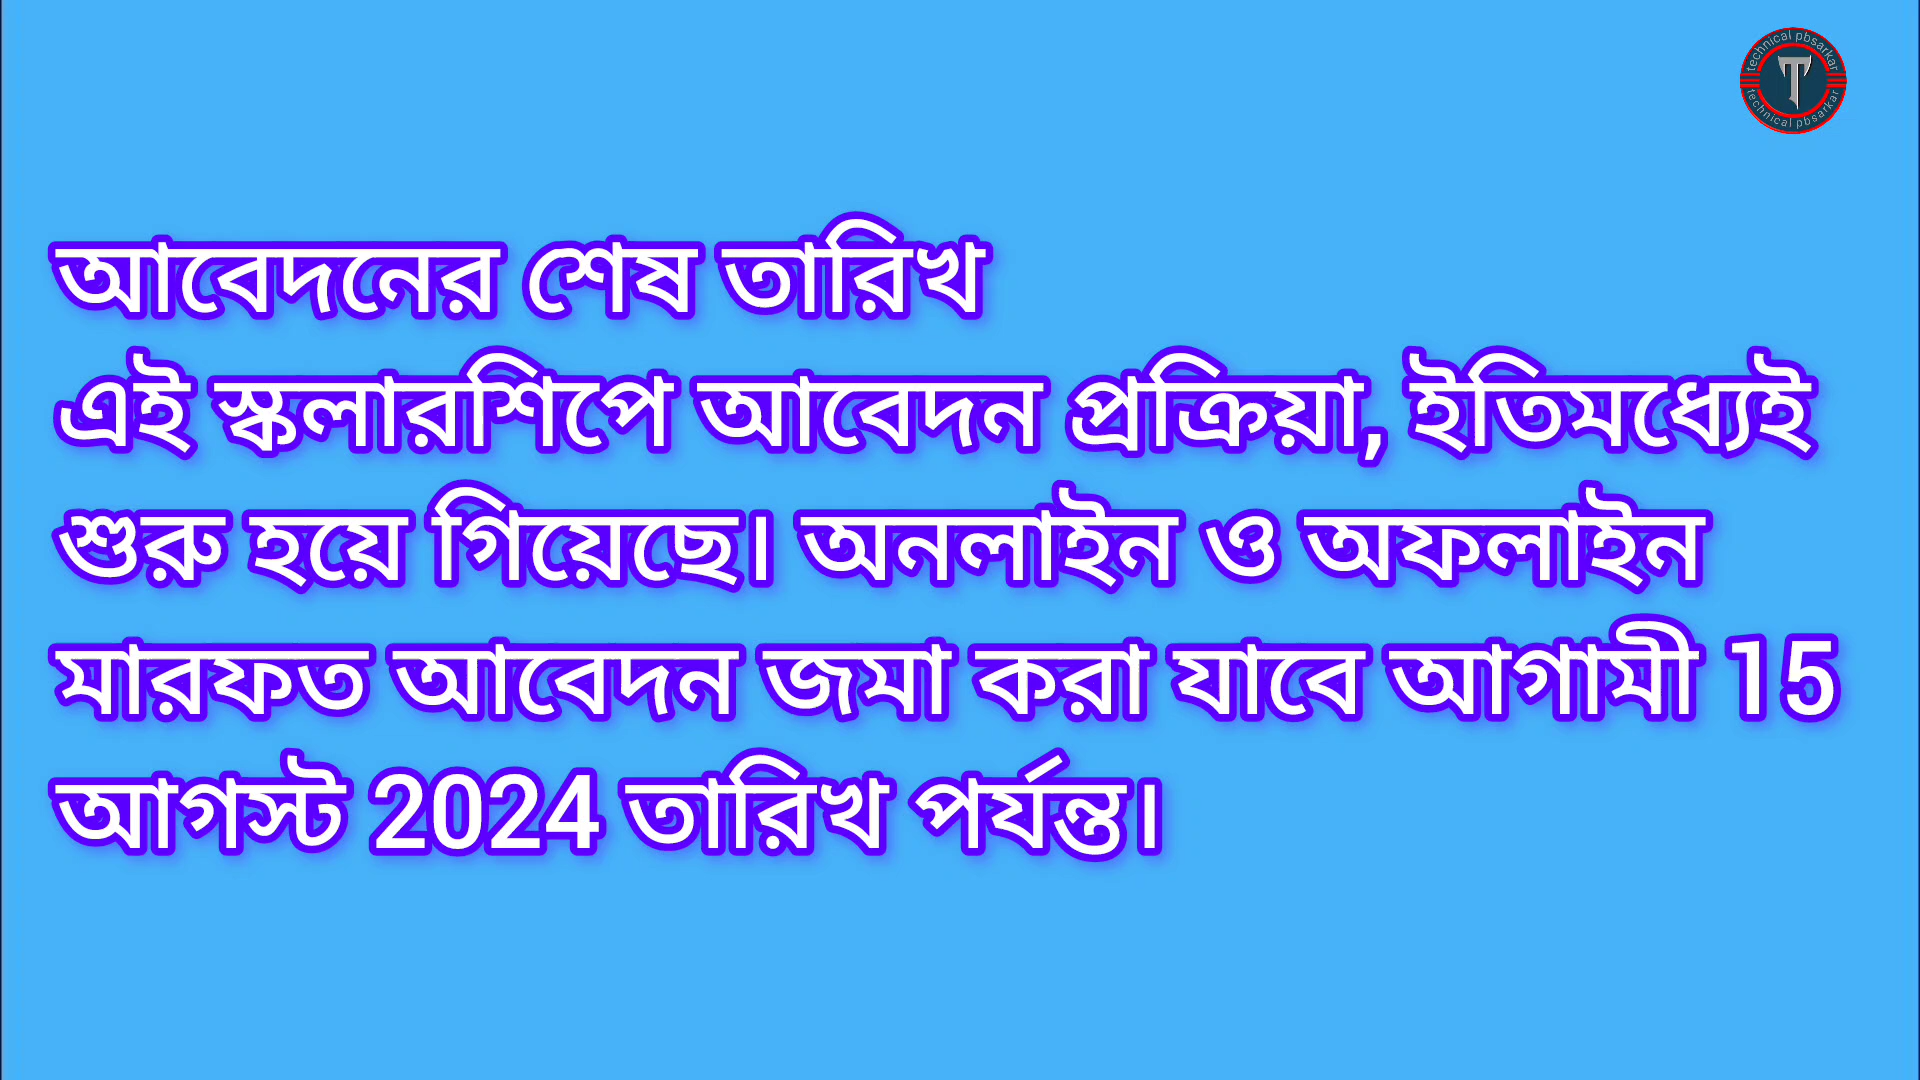 technical pbsarkar
technical pbsarkar
আবেদনের শেষ তারিখ
এই স্কলারশিপে আবেদন প্রক্রিয়া, ইতিমধ্যেই
শুরু হয়ে গিয়েছে। অনলাইন ও অফলাইন
মারফত আবেদন জমা করা যাবে আগামী 15
আগস্ট 2024 তারিখ পর্যন্ত।